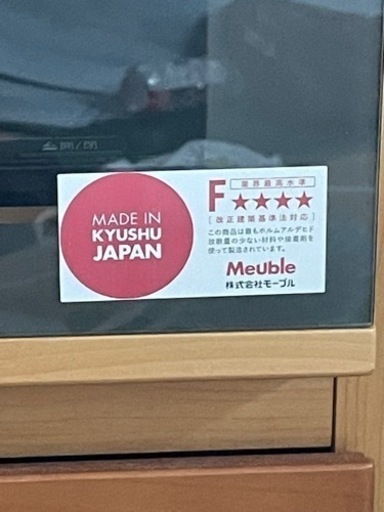 MADE IN
KYUSHU
JAPAN
F
業界最高水準
★★★★
[改正建築基準法対応]
この商品は最もホルムアルデヒド
放散量の少ない材料や接着剤を
使って製造されています。
Meuble
株式会社モーブル